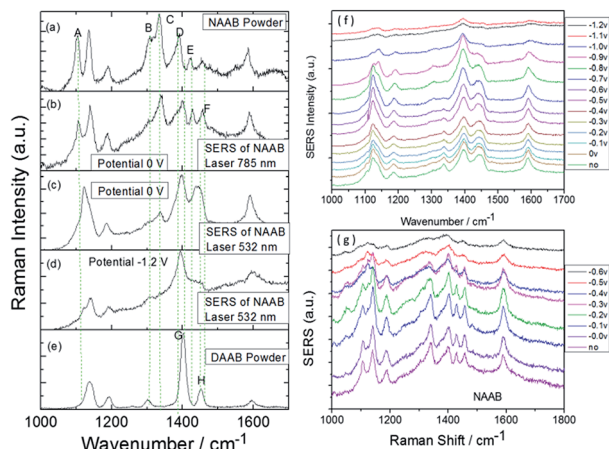 NAAB Powder
(a)
A
B
C
D
E
(b)
F
SERS of NAAB
Laser 785 nm
Potential 0 V
(c)
Potential 0 V
SERS of NAAB
Laser 532 nm
(d)
Potential -1.2 V
SERS of NAAB
Laser 532 nm
(e)
DAAB Powder
G
H
1000 1200 1400 1600
Wavenumber / cm-1
Raman Intensity (a.u.)
(f)
SERS Intensity (a.u.)
1000 1100 1200 1300 1400 1500 1600 1700
Wavenumber / cm-1
-1.2v
-1.1v
-1.0v
-0.9v
-0.8v
-0.7v
-0.6v
-0.5v
-0.4v
-0.3v
-0.2v
-0.1v
0v
no
(g)
SERS (a.u.)
NAAB
1000 1200 1400 1600 1800
Raman Shift / cm-1
-0.6v
-0.5v
-0.4v
-0.3v
-0.2v
-0.1v
-0.0v
no